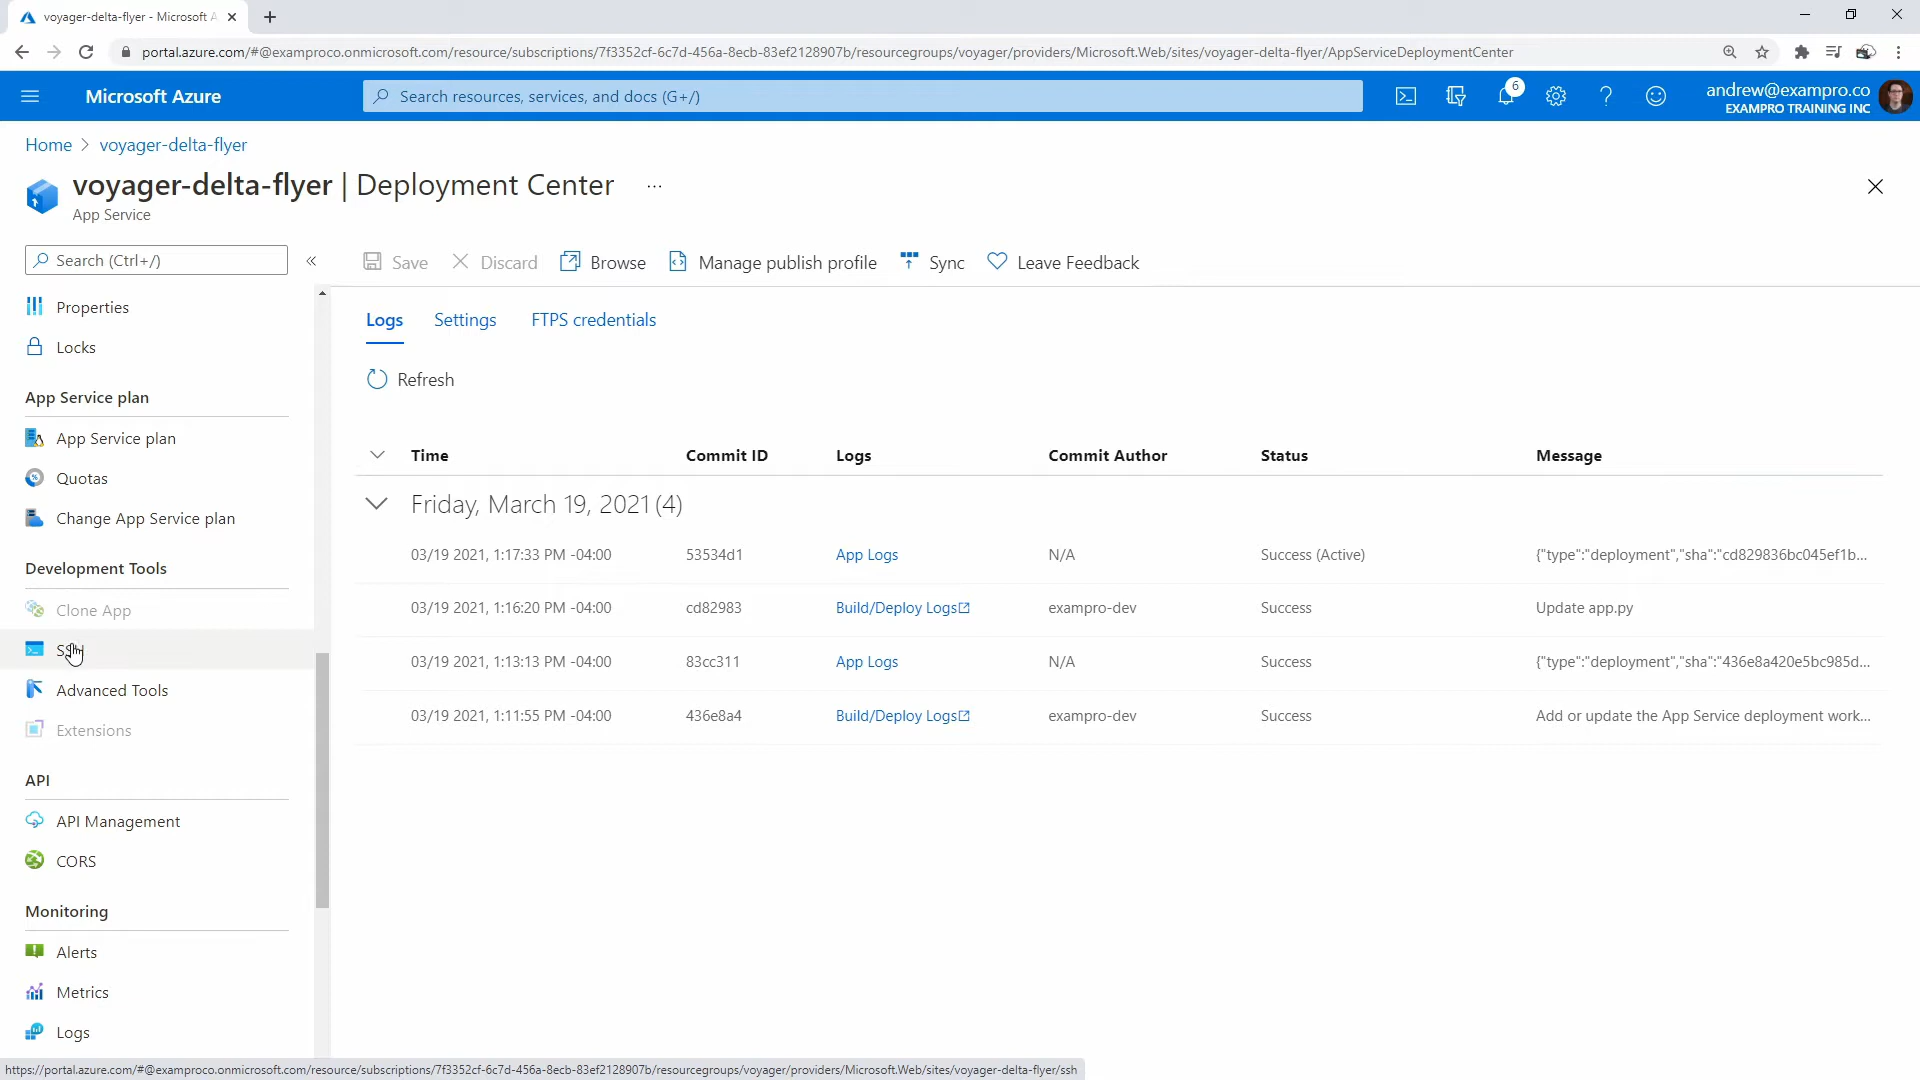 voyager-delta-flyer - Microsoft A
portal.azure.com/#@examproco.onmicrosoft.com/resource/subscriptions/7f3352cf-6c7d-456a-8ecb-83ef2128907b/resourcegroups/voyager/providers/Microsoft.Web/sites/voyager-delta-flyer/AppServiceDeploymentCenter
Microsoft Azure
Search resources, services, and docs (G+/)
6
andrew@exampro.co
EXAMPRO TRAINING INC
Home > voyager-delta-flyer
voyager-delta-flyer | Deployment Center ...
App Service
Search (Ctrl+/)
«
Save
Discard
Browse
Manage publish profile
Sync
Leave Feedback
Properties
Locks
App Service plan
App Service plan
Quotas
Change App Service plan
Development Tools
Clone App
SSH
Advanced Tools
Extensions
API
API Management
CORS
Monitoring
Alerts
Metrics
Logs
Logs
Settings
FTPS credentials
Refresh
Time Commit ID Logs Commit Author Status Message
Friday, March 19, 2021 (4)
03/19 2021, 1:17:33 PM -04:00 53534d1 App Logs N/A Success (Active) {"type":"deployment","sha":"cd829836bc045ef1b...
03/19 2021, 1:16:20 PM -04:00 cd82983 Build/Deploy Logs exampro-dev Success Update app.py
03/19 2021, 1:13:13 PM -04:00 83cc311 App Logs N/A Success {"type":"deployment","sha":"436e8a420e5bc985d...
03/19 2021, 1:11:55 PM -04:00 436e8a4 Build/Deploy Logs exampro-dev Success Add or update the App Service deployment work...
https://portal.azure.com/#@examproco.onmicrosoft.com/resource/subscriptions/7f3352cf-6c7d-456a-8ecb-83ef2128907b/resourcegroups/voyager/providers/Microsoft.Web/sites/voyager-delta-flyer/ssh